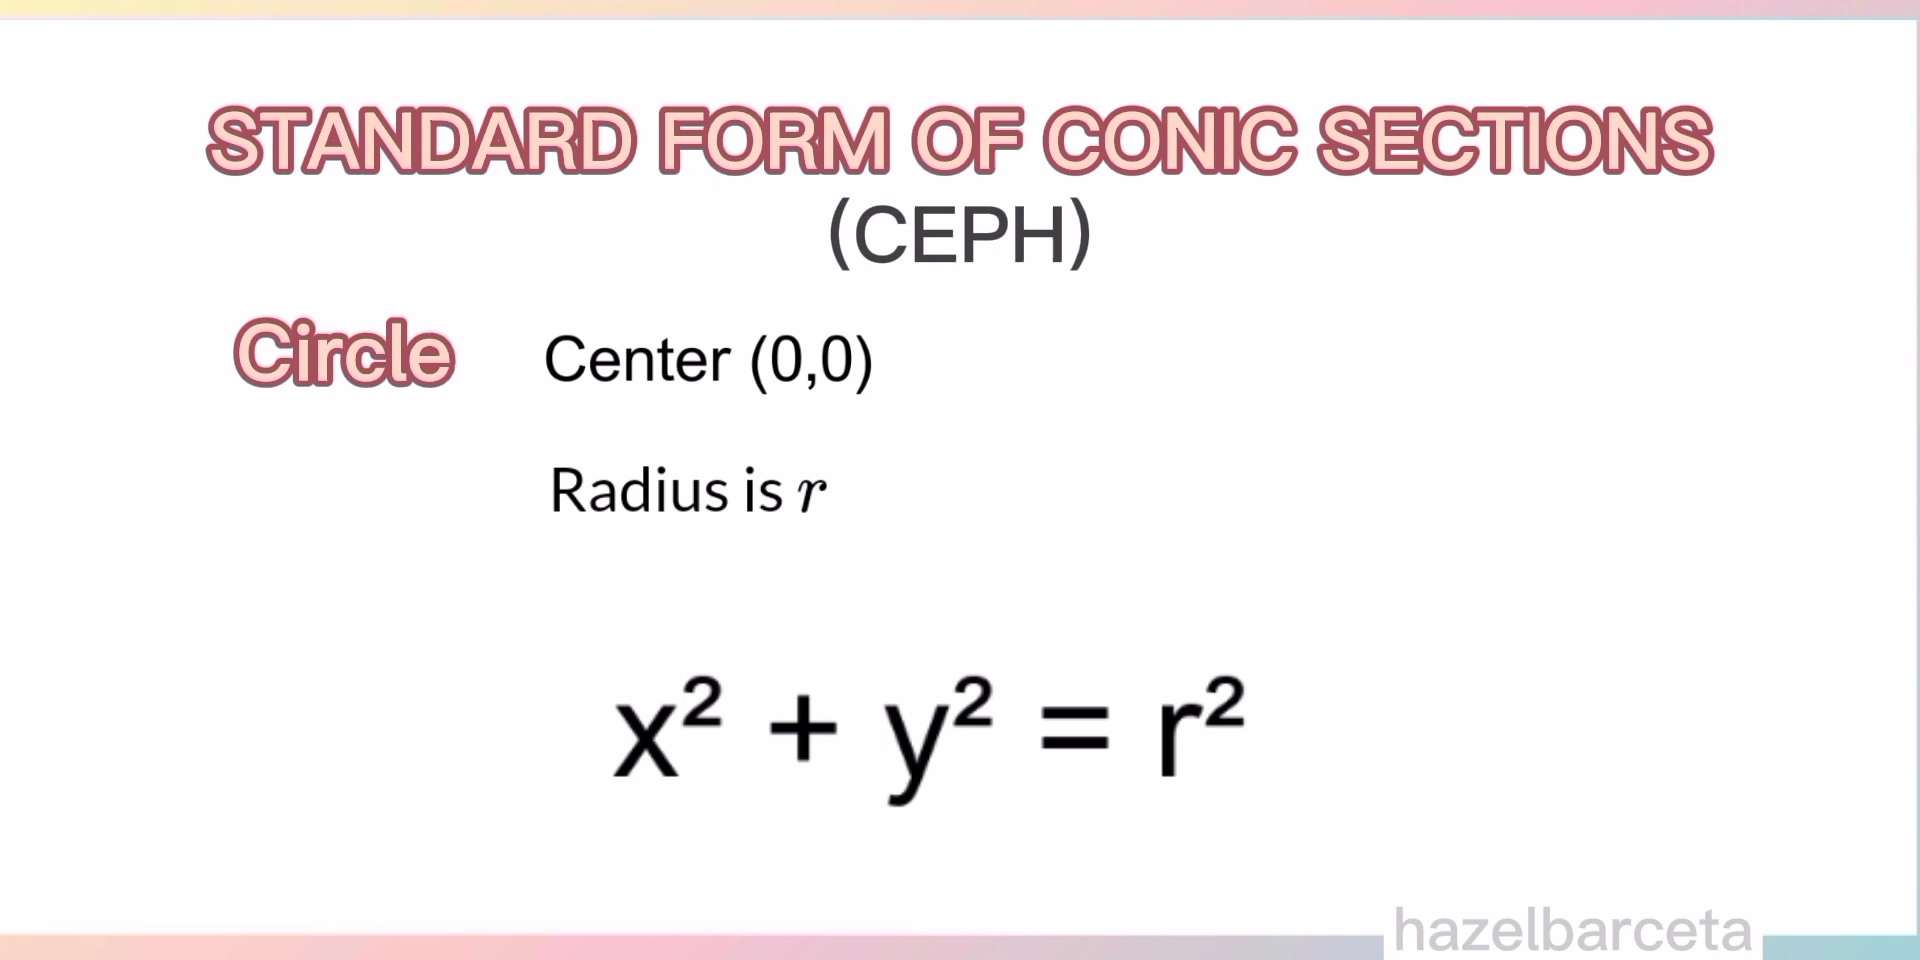 STANDARD FORM OF CONIC SECTIONS
(CEPH)
Circle Center (0,0)
Radius is r
x² + y² = r²
hazelbarceta